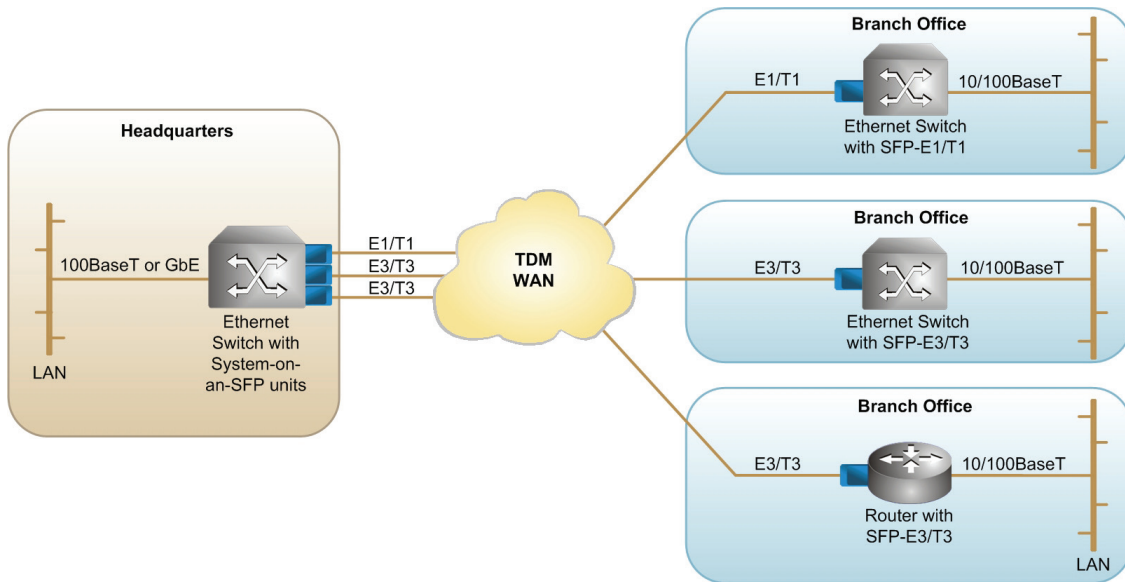 Headquarters
100BaseT or GbE
LAN
Ethernet
Switch with
System-on-
an-SFP units
E1/T1
E3/T3
E3/T3
TDM
WAN
Branch Office
E1/T1
10/100BaseT
Ethernet Switch
with SFP-E1/T1
Branch Office
E3/T3
10/100BaseT
Ethernet Switch
with SFP-E3/T3
Branch Office
E3/T3
10/100BaseT
Router with
SFP-E3/T3
LAN